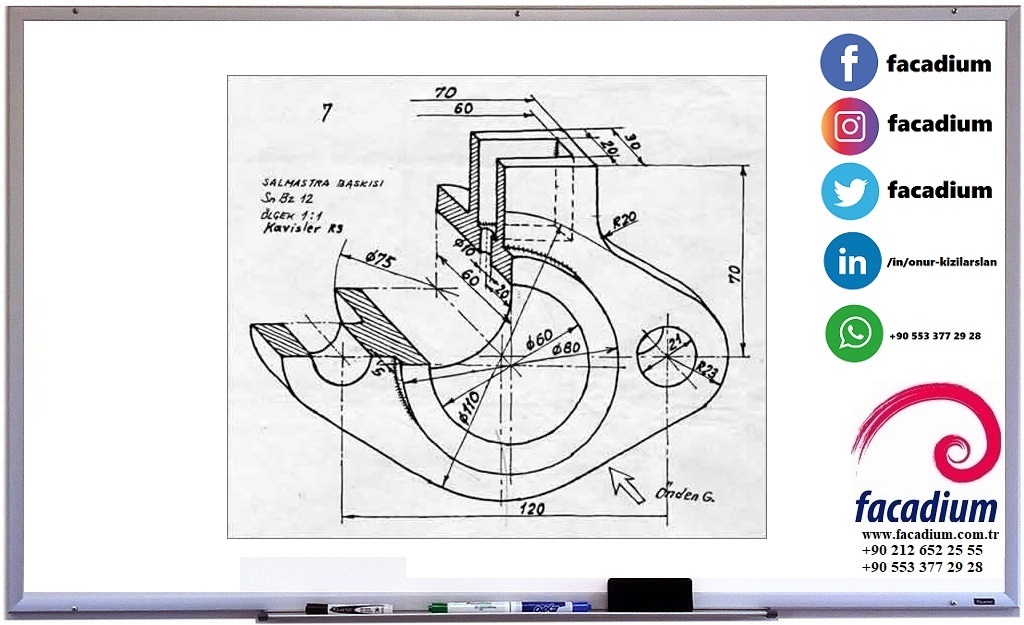 7
70
60
20
30
SALMASTRA BASKISI
Sn Bz 12
ÖLÇEK 1:1
Kavisler R3
R20
70
Ø75
Ø10
60
20
Ø60
Ø80
21
R23
15
Ø110
Önden G.
120
facadium
facadium
facadium
/in/onur-kizilarslan
+90 553 377 29 28
facadium
www.facadium.com.tr
+90 212 652 25 55
+90 553 377 29 28